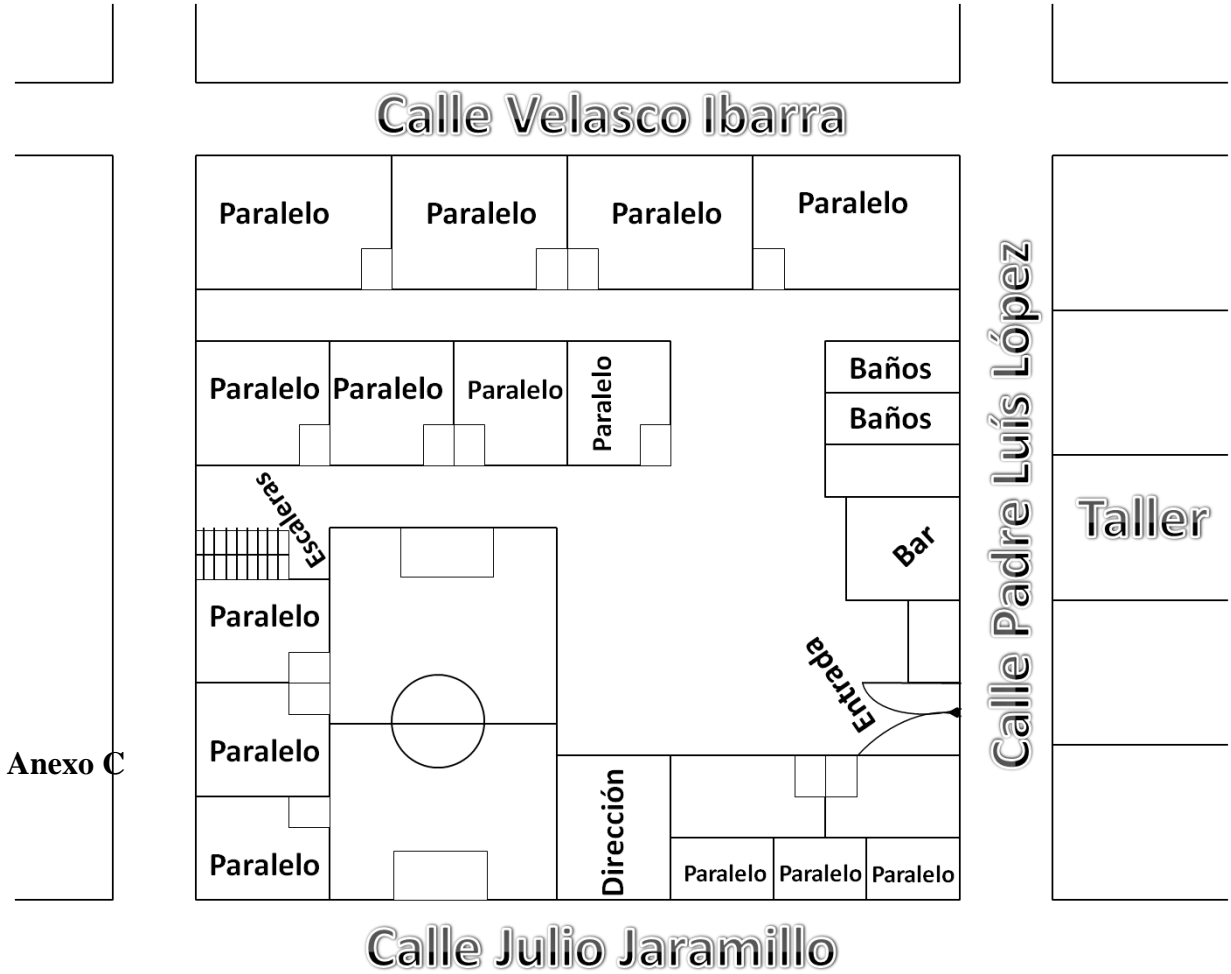 Calle Velasco Ibarra
Paralelo
Paralelo
Paralelo
Paralelo
Paralelo
Paralelo
Paralelo
Paralelo
Baños
Baños
Escaleras
Bar
Calle Padre Luís López
Taller
Paralelo
Entrada
Paralelo
Anexo C
Dirección
Paralelo
Paralelo
Paralelo
Paralelo
Calle Julio Jaramillo